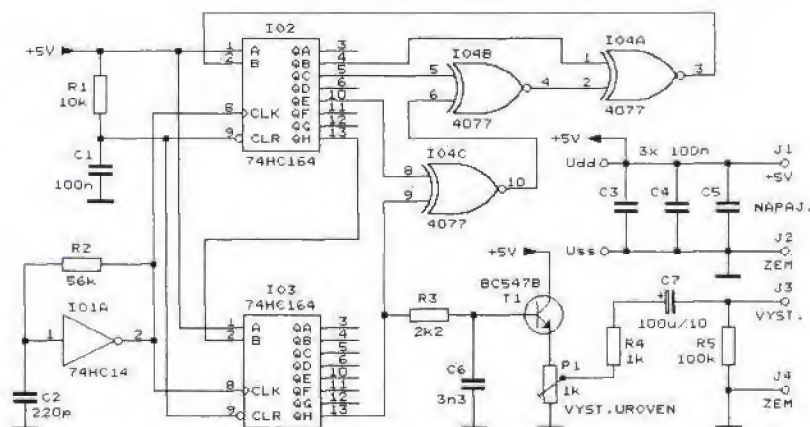 IO2
+5V
1 A QA 3
2 B QB 4
QC 5
QD 6
QE 10
8 CLK QF 11
QG 12
9 CLR QH 13
74HC164
R1
10k
C1
100n
R2
56k
IO1A
1 2
74HC14
C2
220p
IO3
74HC164
1 A QA 3
2 B QB 4
QC 5
QD 6
QE 10
8 CLK QF 11
QG 12
9 CLR QH 13
IO4B
5
6
4
4077
IO4A
1
2
3
4077
IO4C
8
9
10
4077
+5V
3x 100n
J1
+5V
Udd
C3 C4 C5
NAPAJ.
Uss
J2
ZEM
+5V
BC547B
T1
R3
2k2
C6
3n3
P1
1k
VYST.UROVEN
C7
+
100u/10
R4
1k
R5
100k
J3
VYST.
J4
ZEM